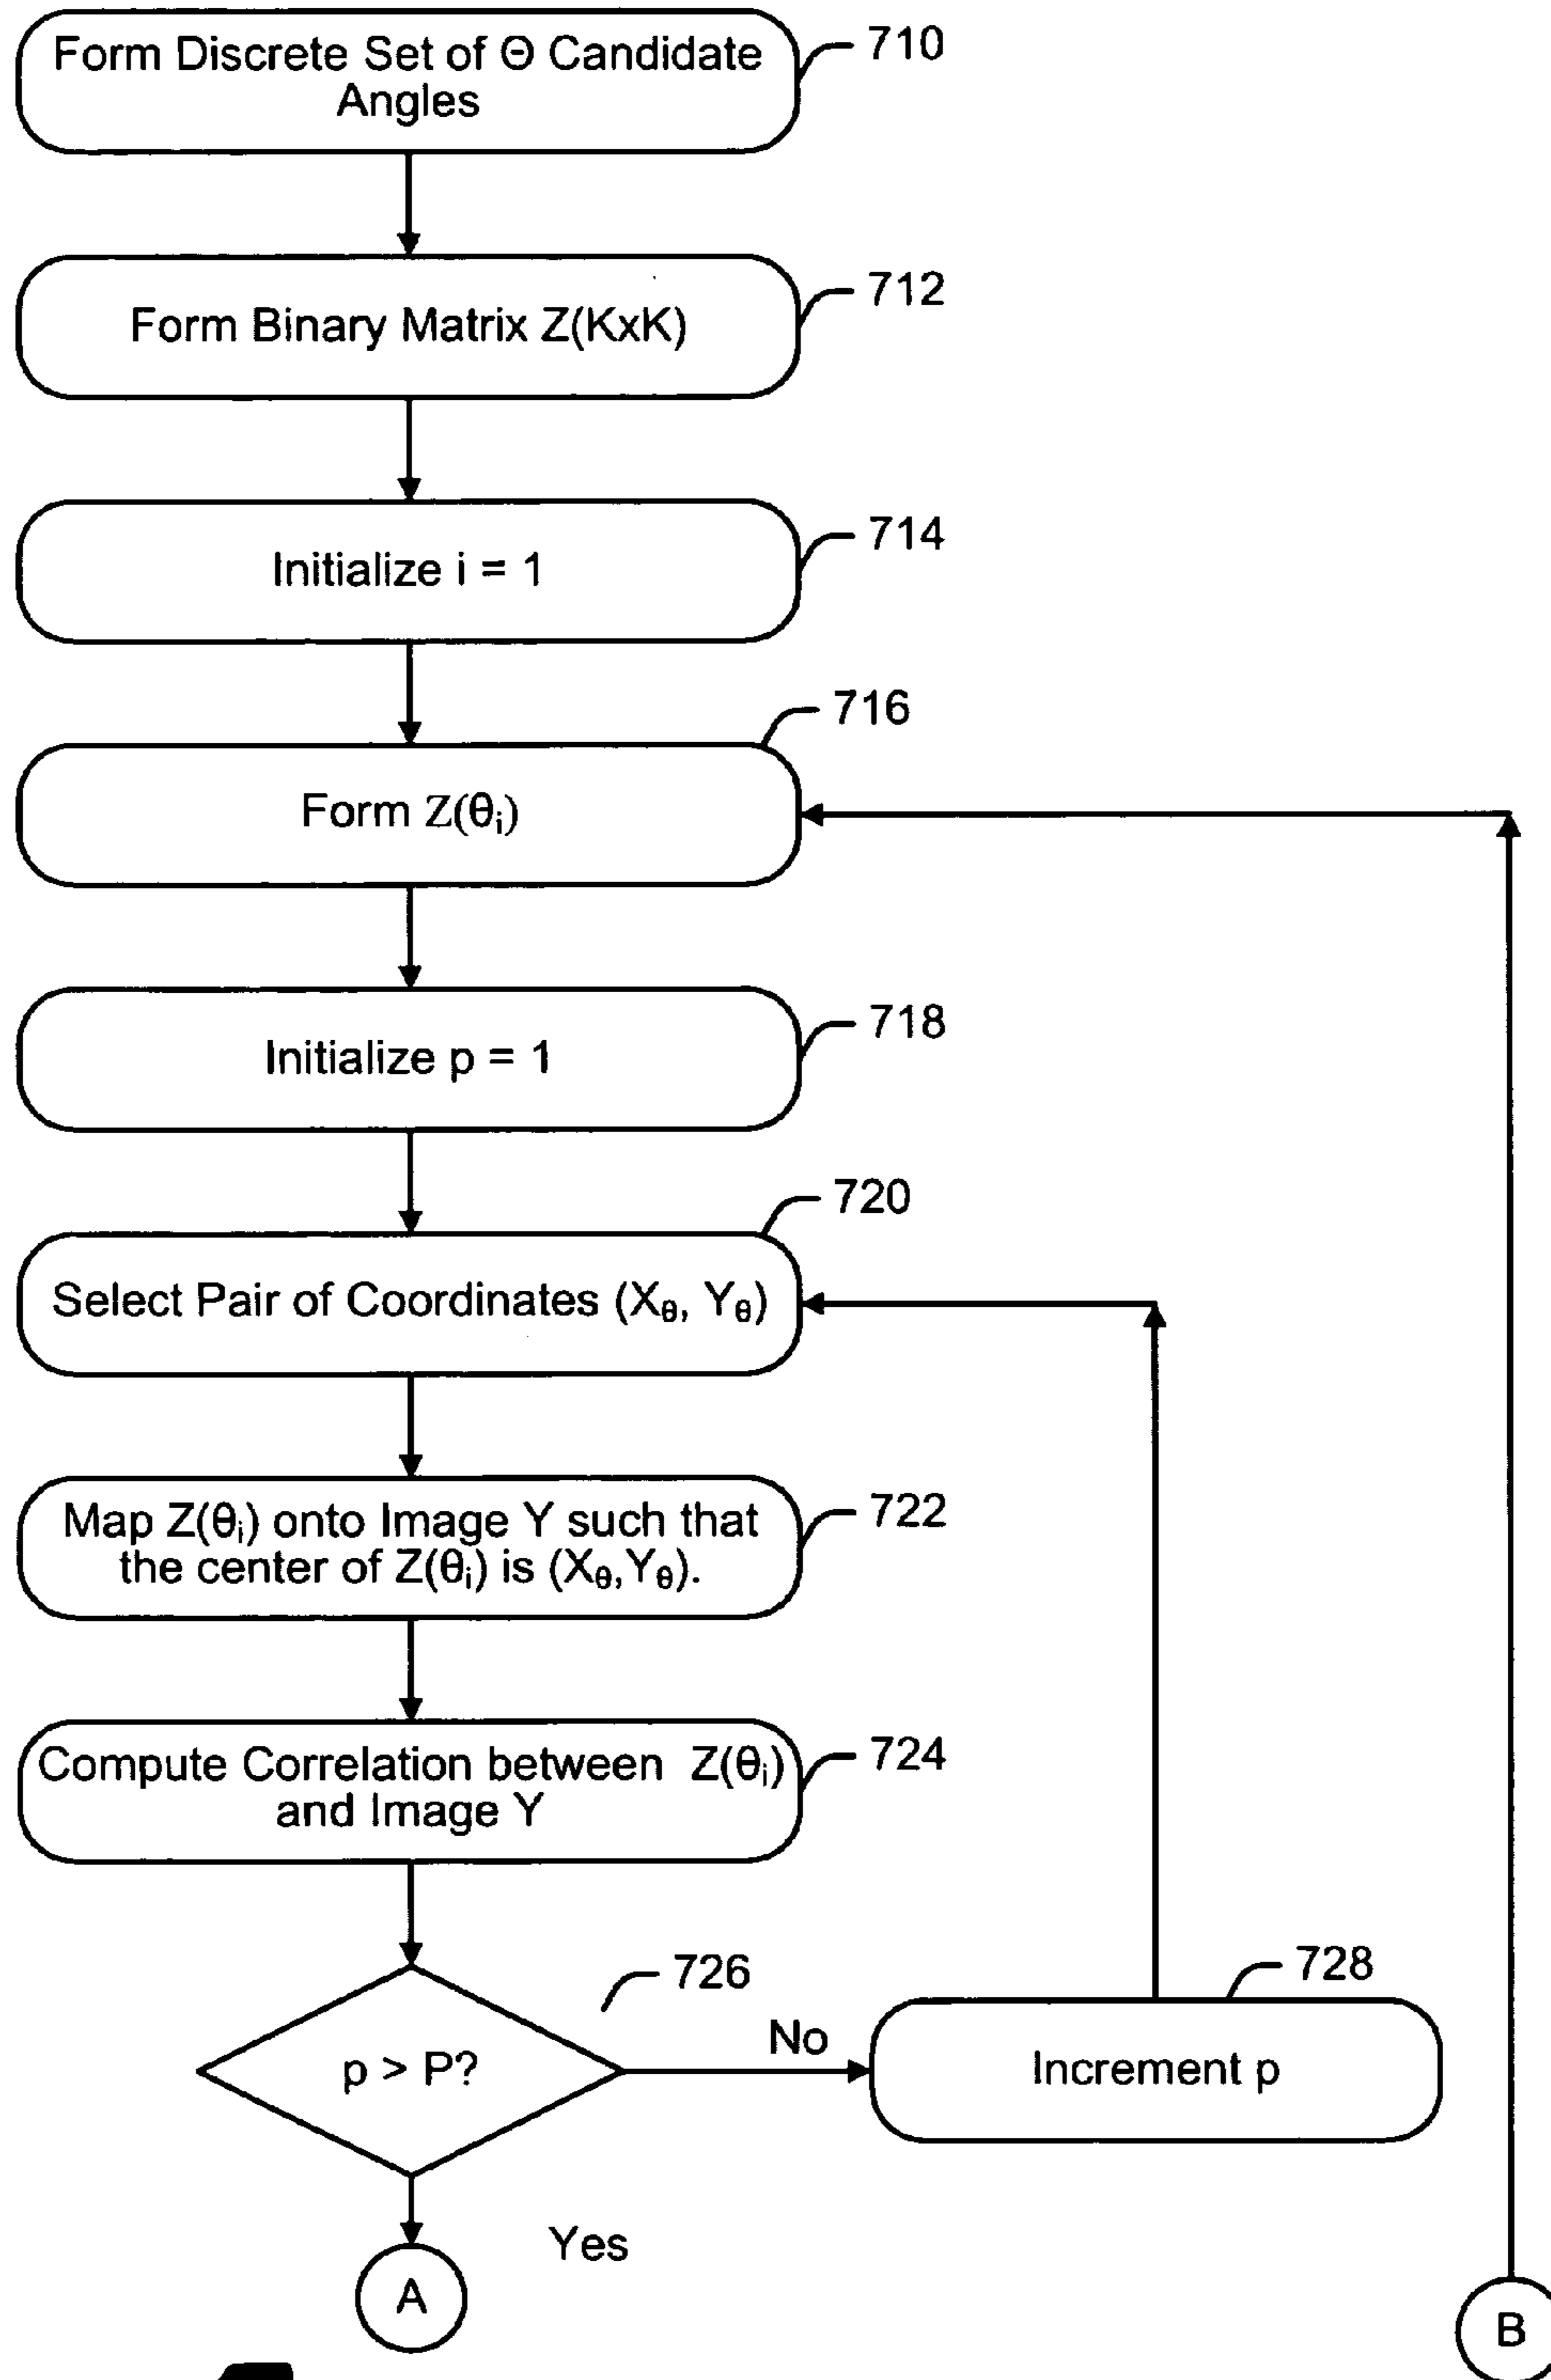 Form Discrete Set of Θ Candidate
Angles
710
Form Binary Matrix Z(KxK)
712
Initialize i = 1
714
Form Z(θi)
716
Initialize p = 1
718
Select Pair of Coordinates (Xθ, Yθ)
720
Map Z(θi) onto Image Y such that
the center of Z(θi) is (Xθ,Yθ).
722
Compute Correlation between Z(θi)
and Image Y
724
p > P?
726
No
Increment p
728
Yes
A
B